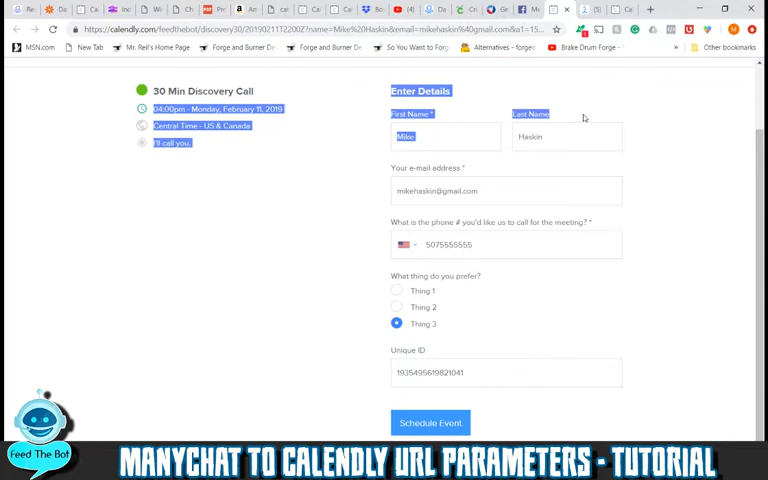 https://calendly.com/feedthebot/discovery30/20190211T2200Z?name=Mike%20Haskin&email=mikehaskin%40gmail.com&a1=15...
MSN.com New Tab Mr. Reil's Home Page Forge and Burner De Forge and Burner De So You Want to Forg Alternatives - forged Brake Drum Forge - » Other bookmarks
30 Min Discovery Call
04:00pm - Monday, February 11, 2019
Central Time - US & Canada
I'll call you.
Enter Details
First Name * Last Name
Mike Haskin
Your e-mail address *
mikehaskin@gmail.com
What is the phone # you'd like us to call for the meeting? *
5075555555
What thing do you prefer?
Thing 1
Thing 2
Thing 3
Unique ID
1935495619821041
Schedule Event
Feed The Bot
MANYCHAT TO CALENDLY URL PARAMETERS - TUTORIAL